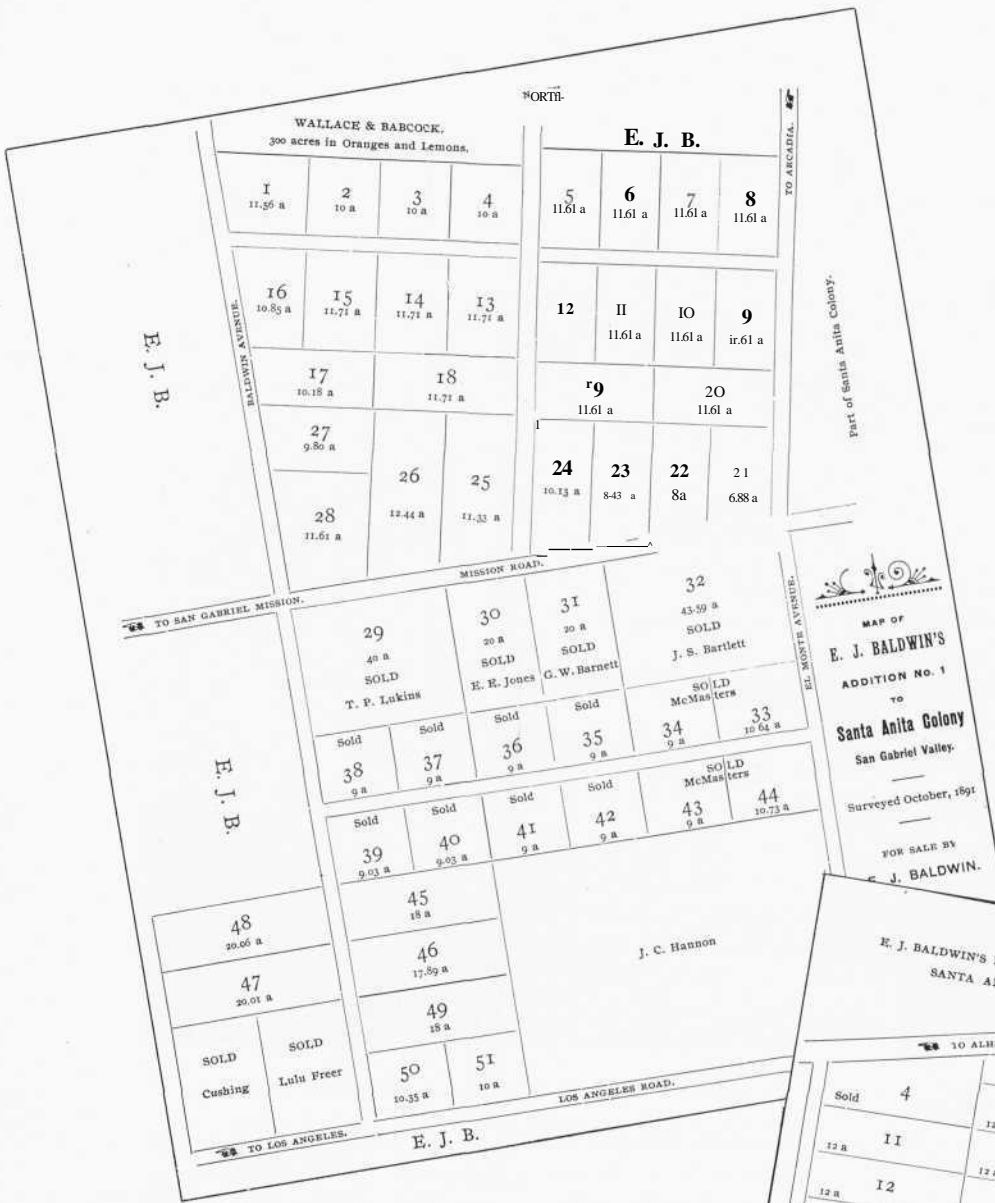 NORTH-
WALLACE & BABCOCK.
300 acres in Oranges and Lemons.
E. J. B.
TO ARCADIA.
1
11.56 a
2
10 a
3
10 a
4
10 a
5
11.61 a
6
11.61 a
7
11.61 a
8
11.61 a
16
10.85 a
15
11.71 a
14
11.71 a
13
11.71 a
12
II
11.61 a
IO
11.61 a
9
ir.61 a
17
10.18 a
18
11.71 a
r9
11.61 a
2O
11.61 a
27
9.80 a
28
11.61 a
26
12.44 a
25
11.33 a
24
10.13 a
23
8-43 a
22
8a
21
6.88 a
E. J. B.
BALDWIN AVENUE.
Part of Santa Anita Colony.
MISSION ROAD.
TO SAN GABRIEL MISSION.
EL MONTE AVENUE.
29
40 a
SOLD
T. P. Lukins
30
20 a
SOLD
E. E. Jones
31
20 a
SOLD
G. W. Barnett
32
43-59 a
SOLD
J. S. Bartlett
Sold
38
9 a
Sold
37
9 a
Sold
36
9 a
Sold
35
9 a
SOLD
McMasters
34
9 a
33
10 64 a
Sold
39
9.03 a
Sold
40
9.03 a
Sold
41
9 a
Sold
42
9 a
SOLD
McMasters
43
9 a
44
10.73 a
E. J. B.
45
18 a
46
17.89 a
49
18 a
50
10.35 a
51
10 a
48
20.06 a
47
20.01 a
SOLD
Cushing
SOLD
Lulu Freer
J. C. Hannon
LOS ANGELES ROAD.
TO LOS ANGELES.
E. J. B.
MAP OF
E. J. BALDWIN'S
ADDITION No. 1
TO
Santa Anita Colony
San Gabriel Valley.
Surveyed October, 1891
FOR SALE BY
J. BALDWIN.
E. J. BALDWIN'S
SANTA
TO
Sold 4
12 a 11
12 a 12